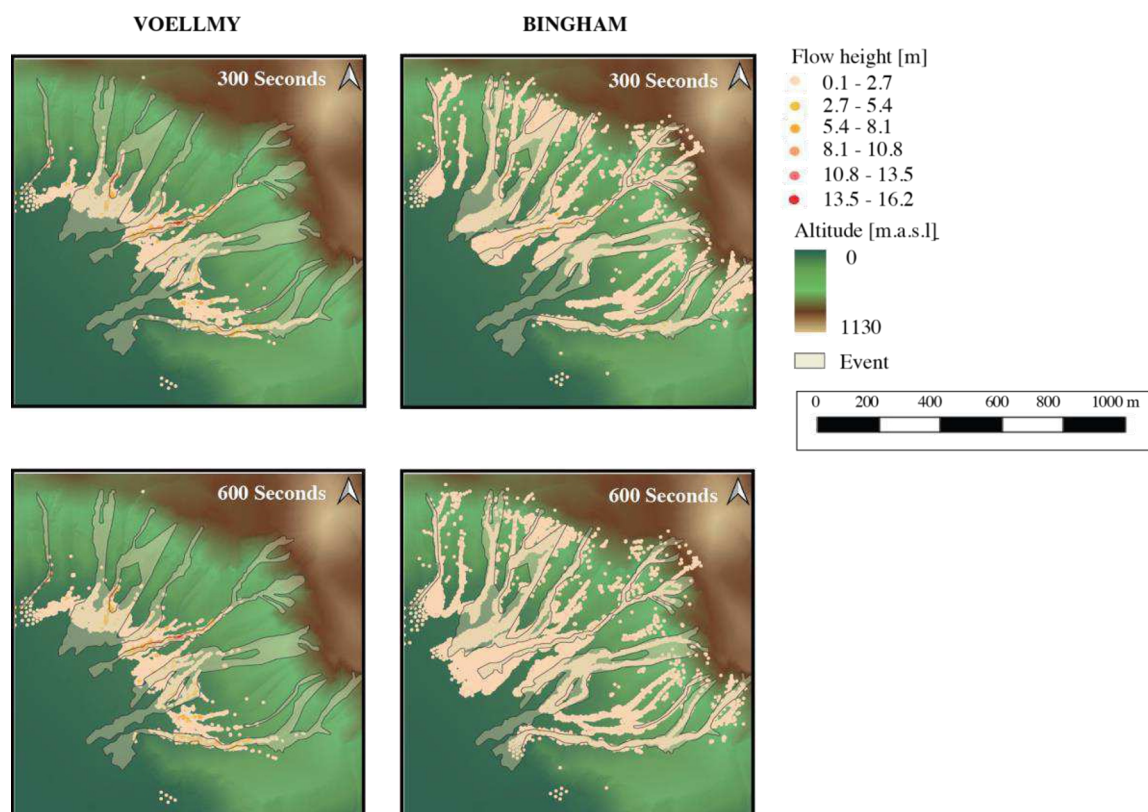 VOELLMY
BINGHAM
300 Seconds
300 Seconds
Flow height [m]
0.1 - 2.7
2.7 - 5.4
5.4 - 8.1
8.1 - 10.8
10.8 - 13.5
13.5 - 16.2
Altitude [m.a.s.l]
0
1130
Event
0 200 400 600 800 1000 m
600 Seconds
600 Seconds